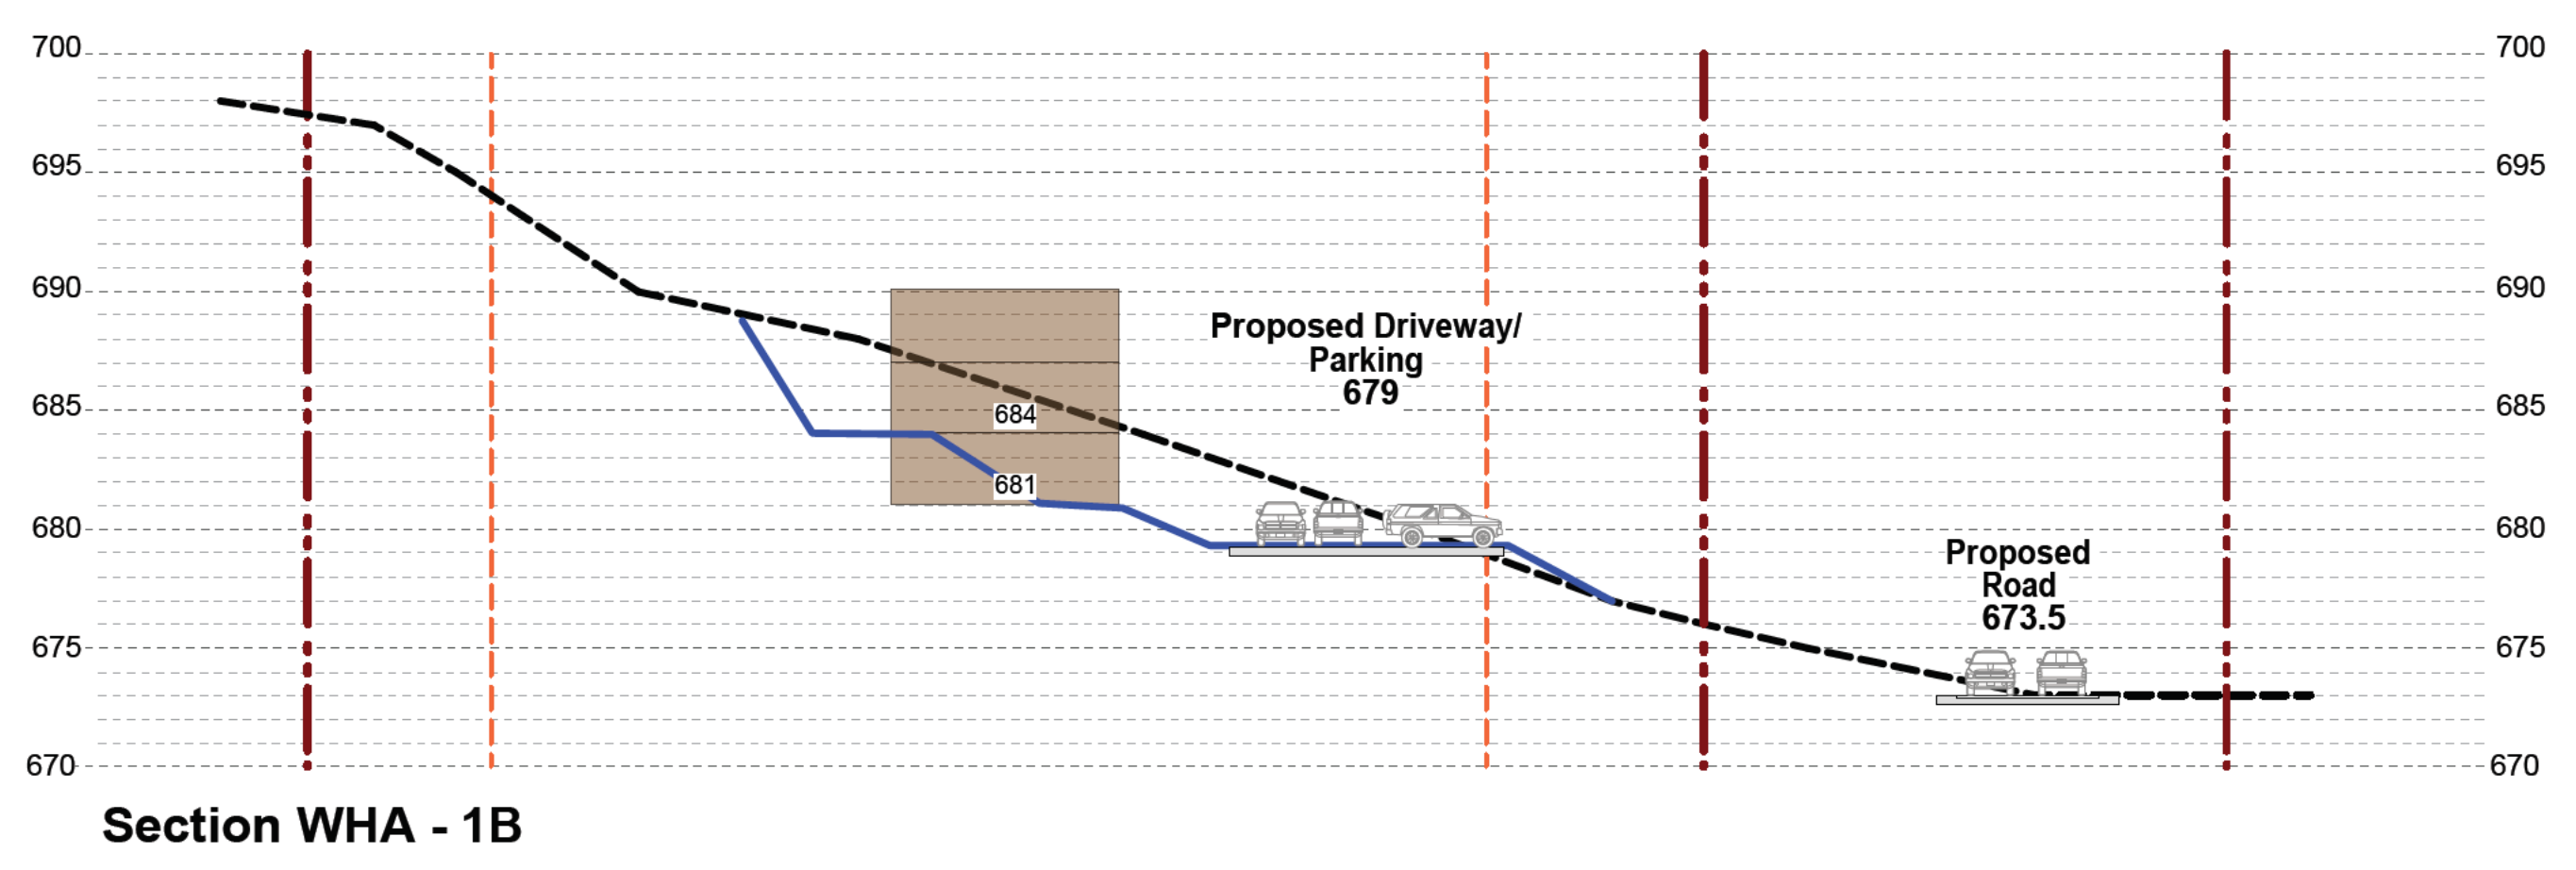 700 700
695 695
690 690
Proposed Driveway/
Parking
679
685 685
684
681
680 680
Proposed
Road
673.5
675 675
670 670
Section WHA - 1B